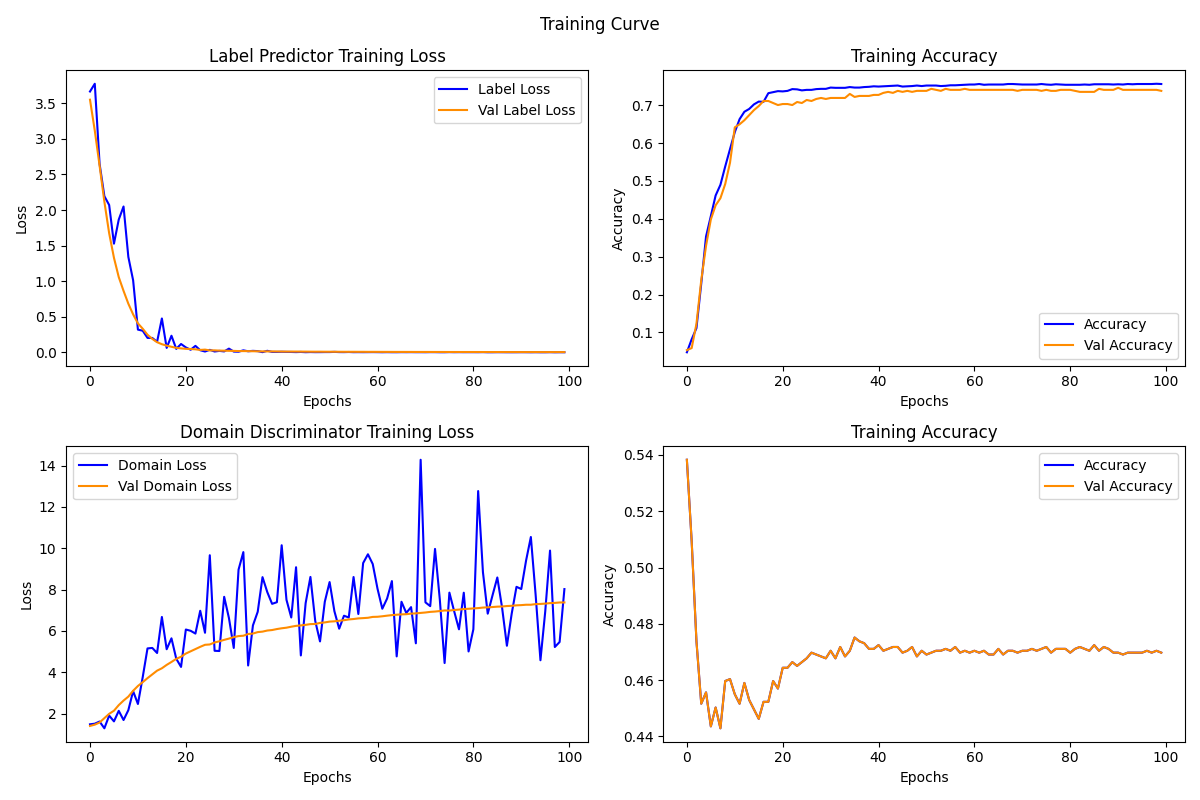 Training Curve
Label Predictor Training Loss
Loss
3.5
3.0
2.5
2.0
1.5
1.0
0.5
0.0
Label Loss
Val Label Loss
0 20 40 60 80 100
Epochs
Training Accuracy
Accuracy
0.7
0.6
0.5
0.4
0.3
0.2
0.1
Accuracy
Val Accuracy
0 20 40 60 80 100
Epochs
Domain Discriminator Training Loss
Loss
14
12
10
8
6
4
2
Domain Loss
Val Domain Loss
0 20 40 60 80 100
Epochs
Training Accuracy
Accuracy
0.54
0.52
0.50
0.48
0.46
0.44
Accuracy
Val Accuracy
0 20 40 60 80 100
Epochs